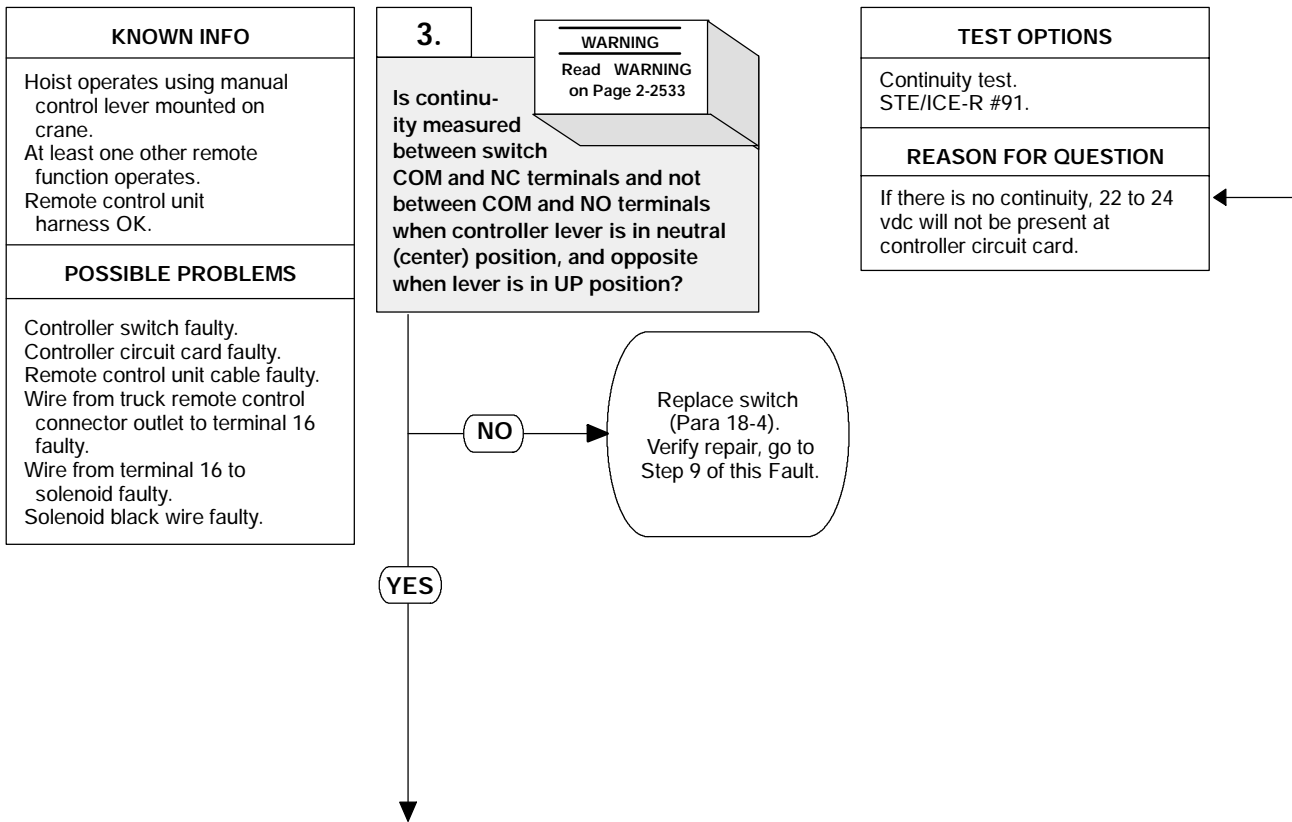 KNOWN INFO
Hoist operates using manual
control lever mounted on
crane.
At least one other remote
function operates.
Remote control unit
harness OK.
POSSIBLE PROBLEMS
Controller switch faulty.
Controller circuit card faulty.
Remote control unit cable faulty.
Wire from truck remote control
connector outlet to terminal 16
faulty.
Wire from terminal 16 to
solenoid faulty.
Solenoid black wire faulty.
3.
WARNING
Read WARNING
on Page 2-2533
Is continu-
ity measured
between switch
COM and NC terminals and not
between COM and NO terminals
when controller lever is in neutral
(center) position, and opposite
when lever is in UP position?
NO
Replace switch
(Para 18-4).
Verify repair, go to
Step 9 of this Fault.
YES
TEST OPTIONS
Continuity test.
STE/ICE-R #91.
REASON FOR QUESTION
If there is no continuity, 22 to 24
vdc will not be present at
controller circuit card.